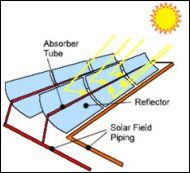 Absorber
Tube
Reflector
Solar Field
Piping